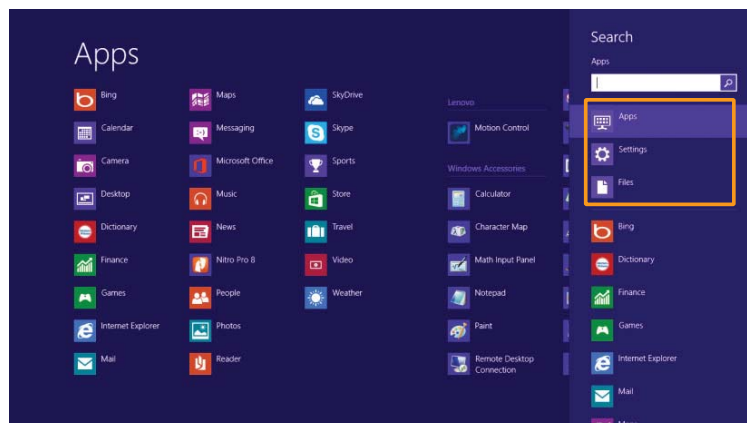 Apps
Bing
Calendar
Camera
Desktop
Dictionary
Finance
Games
Internet Explorer
Mail
Maps
Messaging
Microsoft Office
Music
News
Nitro Pro 8
People
Photos
Reader
SkyDrive
Skype
Sports
Store
Travel
Video
Weather
Lenovo
Motion Control
Windows Accessories
Calculator
Character Map
Math Input Panel
Notepad
Paint
Remote Desktop
Connection
Search
Apps
Apps
Settings
Files
Bing
Dictionary
Finance
Games
Internet Explorer
Mail